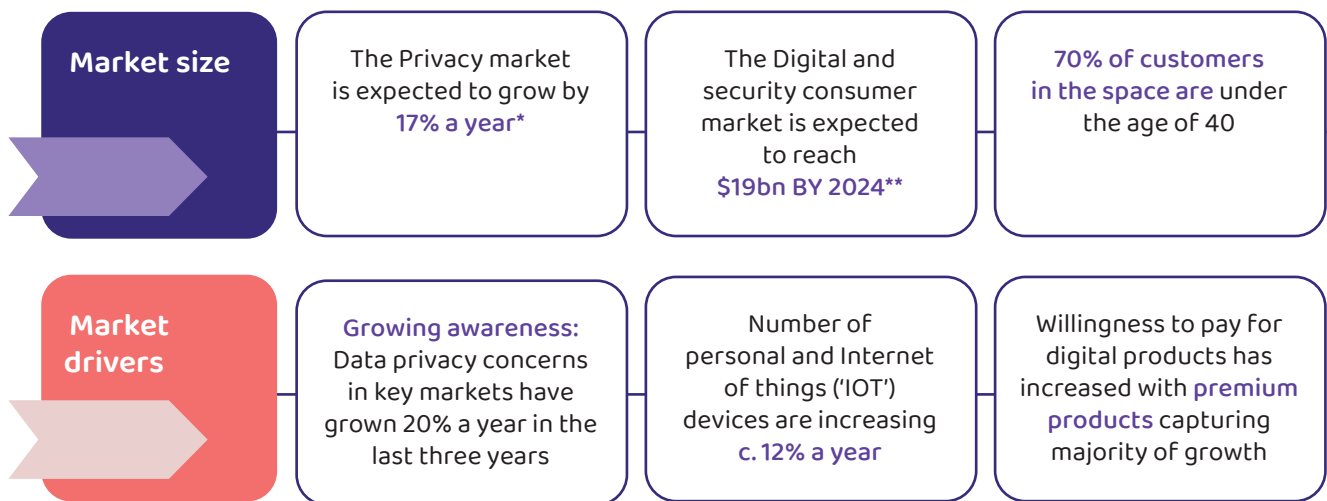 Market size
The Privacy market
is expected to grow by
17% a year*
The Digital and
security consumer
market is expected
to reach
$19bn BY 2024**
70% of customers
in the space are under
the age of 40
Market
drivers
Growing awareness:
Data privacy concerns
in key markets have
grown 20% a year in the
last three years
Number of
personal and Internet
of things (‘IOT’)
devices are increasing
c. 12% a year
Willingness to pay for
digital products has
increased with premium
products capturing
majority of growth